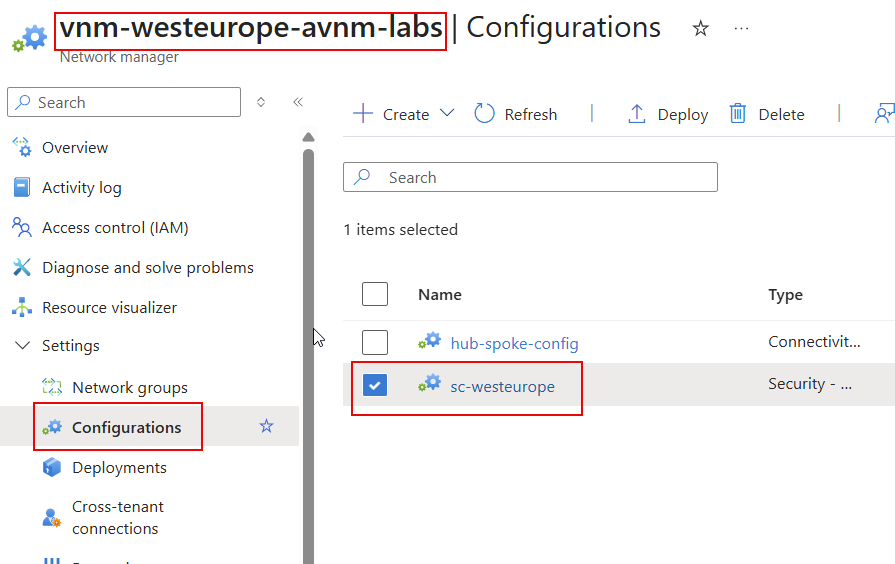 vnm-westeurope-avnm-labs | Configurations
Network manager
Search
Create
Refresh
Deploy
Delete
Overview
Activity log
Access control (IAM)
Diagnose and solve problems
Resource visualizer
Settings
Network groups
Configurations
Deployments
Cross-tenant
connections
Search
1 items selected
Name Type
hub-spoke-config Connectivit...
sc-westeurope Security - ...